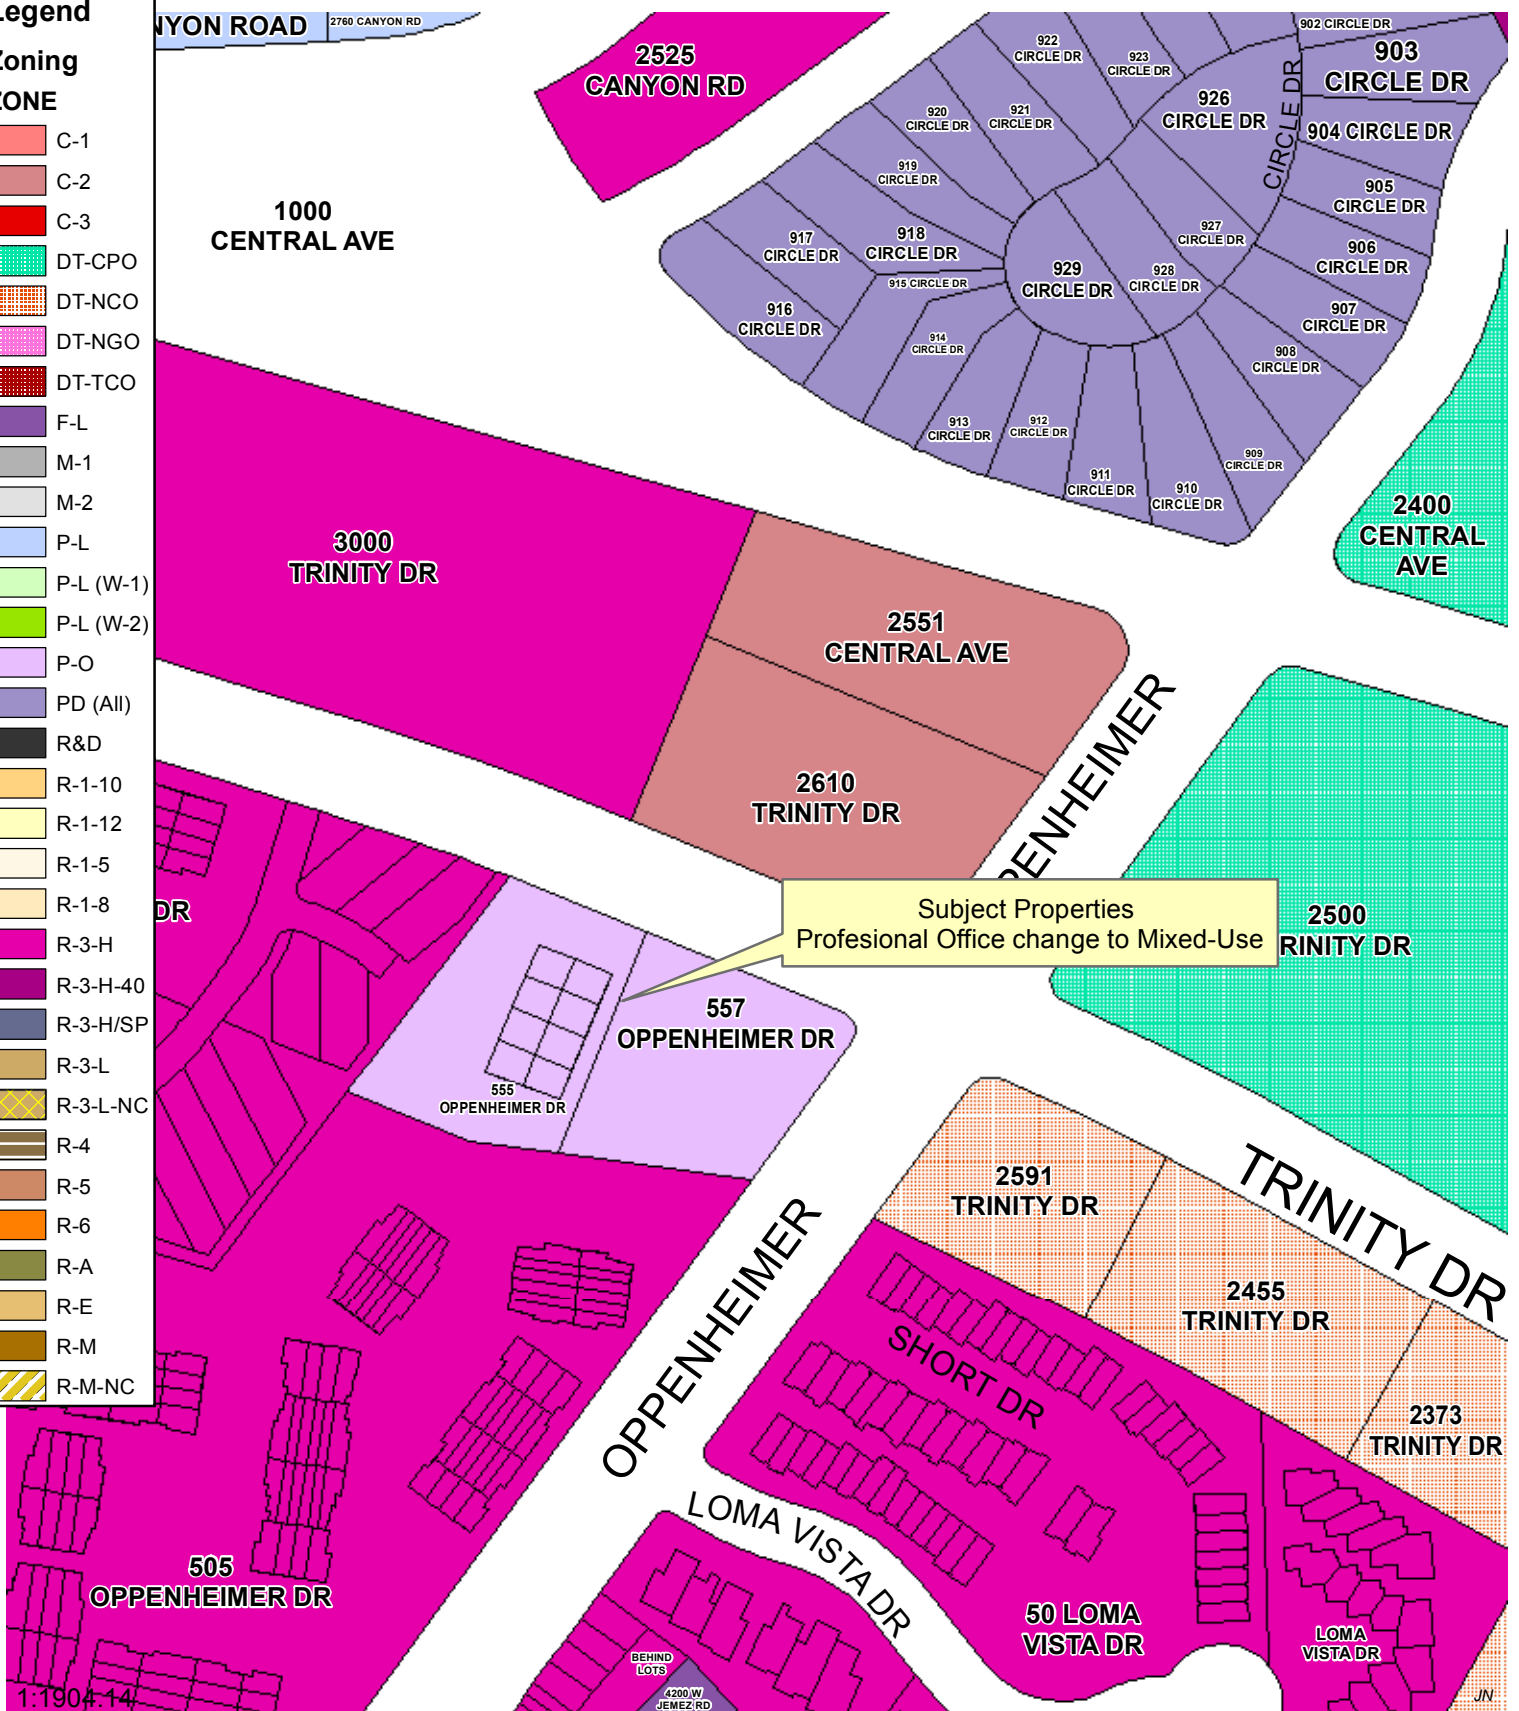 Legend
Zoning
ZONE
C-1
C-2
C-3
DT-CPO
DT-NCO
DT-NGO
DT-TCO
F-L
M-1
M-2
P-L
P-L (W-1)
P-L (W-2)
P-O
PD (All)
R&D
R-1-10
R-1-12
R-1-5
R-1-8
R-3-H
R-3-H-40
R-3-H/SP
R-3-L
R-3-L-NC
R-4
R-5
R-6
R-A
R-E
R-M
R-M-NC
NYON ROAD
2760 CANYON RD
2525
CANYON RD
1000
CENTRAL AVE
922
CIRCLE DR
923
CIRCLE DR
902 CIRCLE DR
903
CIRCLE DR
926
CIRCLE DR
CIRCLE DR
904 CIRCLE DR
920
CIRCLE DR
921
CIRCLE DR
919
CIRCLE DR
905
CIRCLE DR
917
CIRCLE DR
918
CIRCLE DR
927
CIRCLE DR
906
CIRCLE DR
915 CIRCLE DR
929
CIRCLE DR
928
CIRCLE DR
916
CIRCLE DR
907
CIRCLE DR
914
CIRCLE DR
908
CIRCLE DR
913
CIRCLE DR
912
CIRCLE DR
911
CIRCLE DR
910
CIRCLE DR
909
CIRCLE DR
2400
CENTRAL
AVE
3000
TRINITY DR
2551
CENTRAL AVE
2610
TRINITY DR
PENHEIMER
DR
Subject Properties
Profesional Office change to Mixed-Use
2500
RINITY DR
557
OPPENHEIMER DR
555
OPPENHEIMER DR
2591
TRINITY DR
TRINITY DR
2455
TRINITY DR
2373
TRINITY DR
OPPENHEIMER
SHORT DR
LOMA VISTA DR
505
OPPENHEIMER DR
50 LOMA
VISTA DR
LOMA
VISTA DR
BEHIND
LOTS
4200 W
JEMEZ RD
1:1904.14
JN